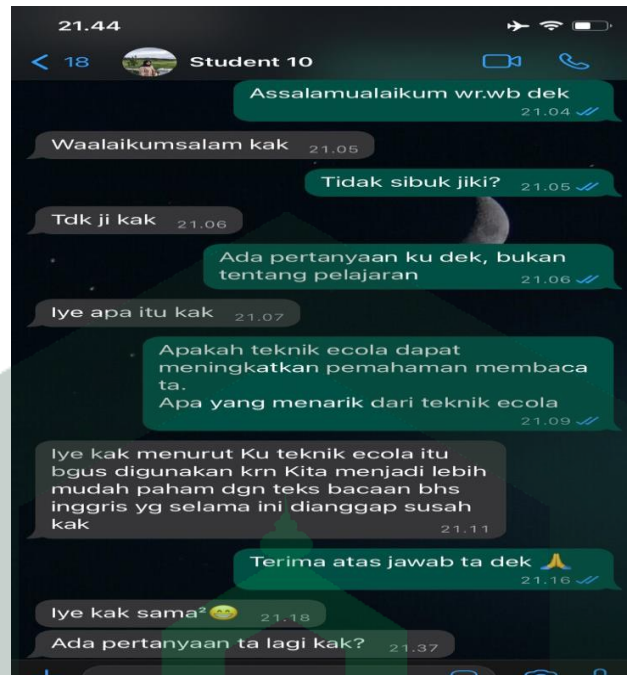 21.44
18 Student 10
Assalamualaikum wr.wb dek
21.04
Waalaikumsalam kak 21.05
Tidak sibuk jiki? 21.05
Tdk ji kak 21.06
Ada pertanyaan ku dek, bukan
tentang pelajaran 21.06
Iye apa itu kak 21.07
Apakah teknik ecola dapat
meningkatkan pemahaman membaca
ta.
Apa yang menarik dari teknik ecola
21.09
Iye kak menurut Ku teknik ecola itu
bgus digunakan krn Kita menjadi lebih
mudah paham dgn teks bacaan bhs
inggris yg selama ini dianggap susah
kak 21.11
Terima atas jawab ta dek 🙏
21.16
Iye kak sama²😁 21.18
Ada pertanyaan ta lagi kak? 21.37